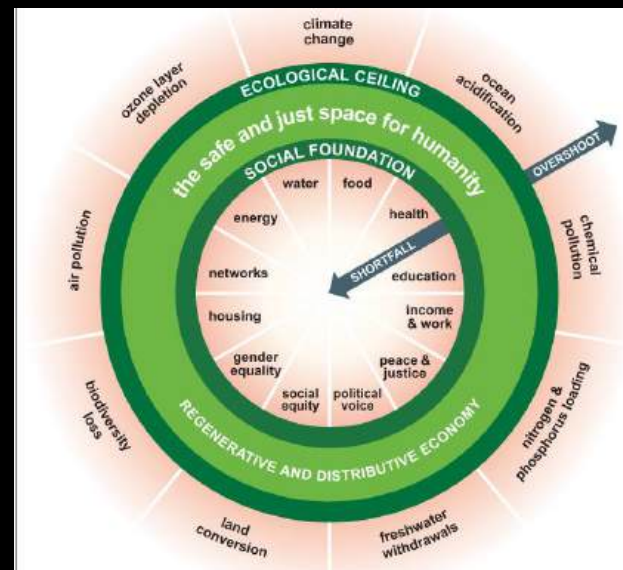 climate
change
ocean
acidification
chemical
pollution
nitrogen &
phosphorus loading
freshwater
withdrawals
land
conversion
biodiversity
loss
air pollution
ozone layer
depletion
OVERSHOOT
ECOLOGICAL CEILING
the safe and just space for humanity
SOCIAL FOUNDATION
water
food
health
education
income
& work
peace &
justice
political
voice
social
equity
gender
equality
housing
networks
energy
SHORTFALL
REGENERATIVE AND DISTRIBUTIVE ECONOMY